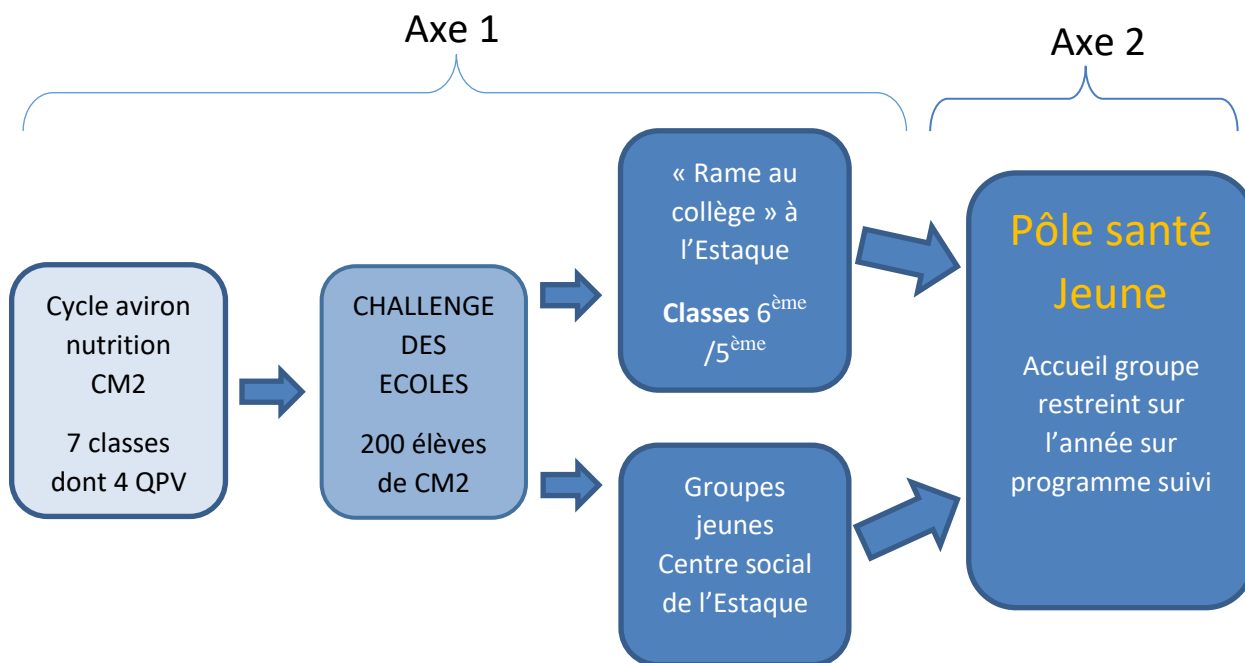 Axe 1
Axe 2
Cycle aviron
nutrition
CM2
7 classes
dont 4 QPV
CHALLENGE
DES
ECOLES
200 élèves
de CM2
« Rame au
collège » à
l’Estaque
Classes 6ème
/5ème
Groupes
jeunes
Centre social
de l’Estaque
Pôle santé
Jeune
Accueil groupe
restreint sur
l’année sur
programme suivi